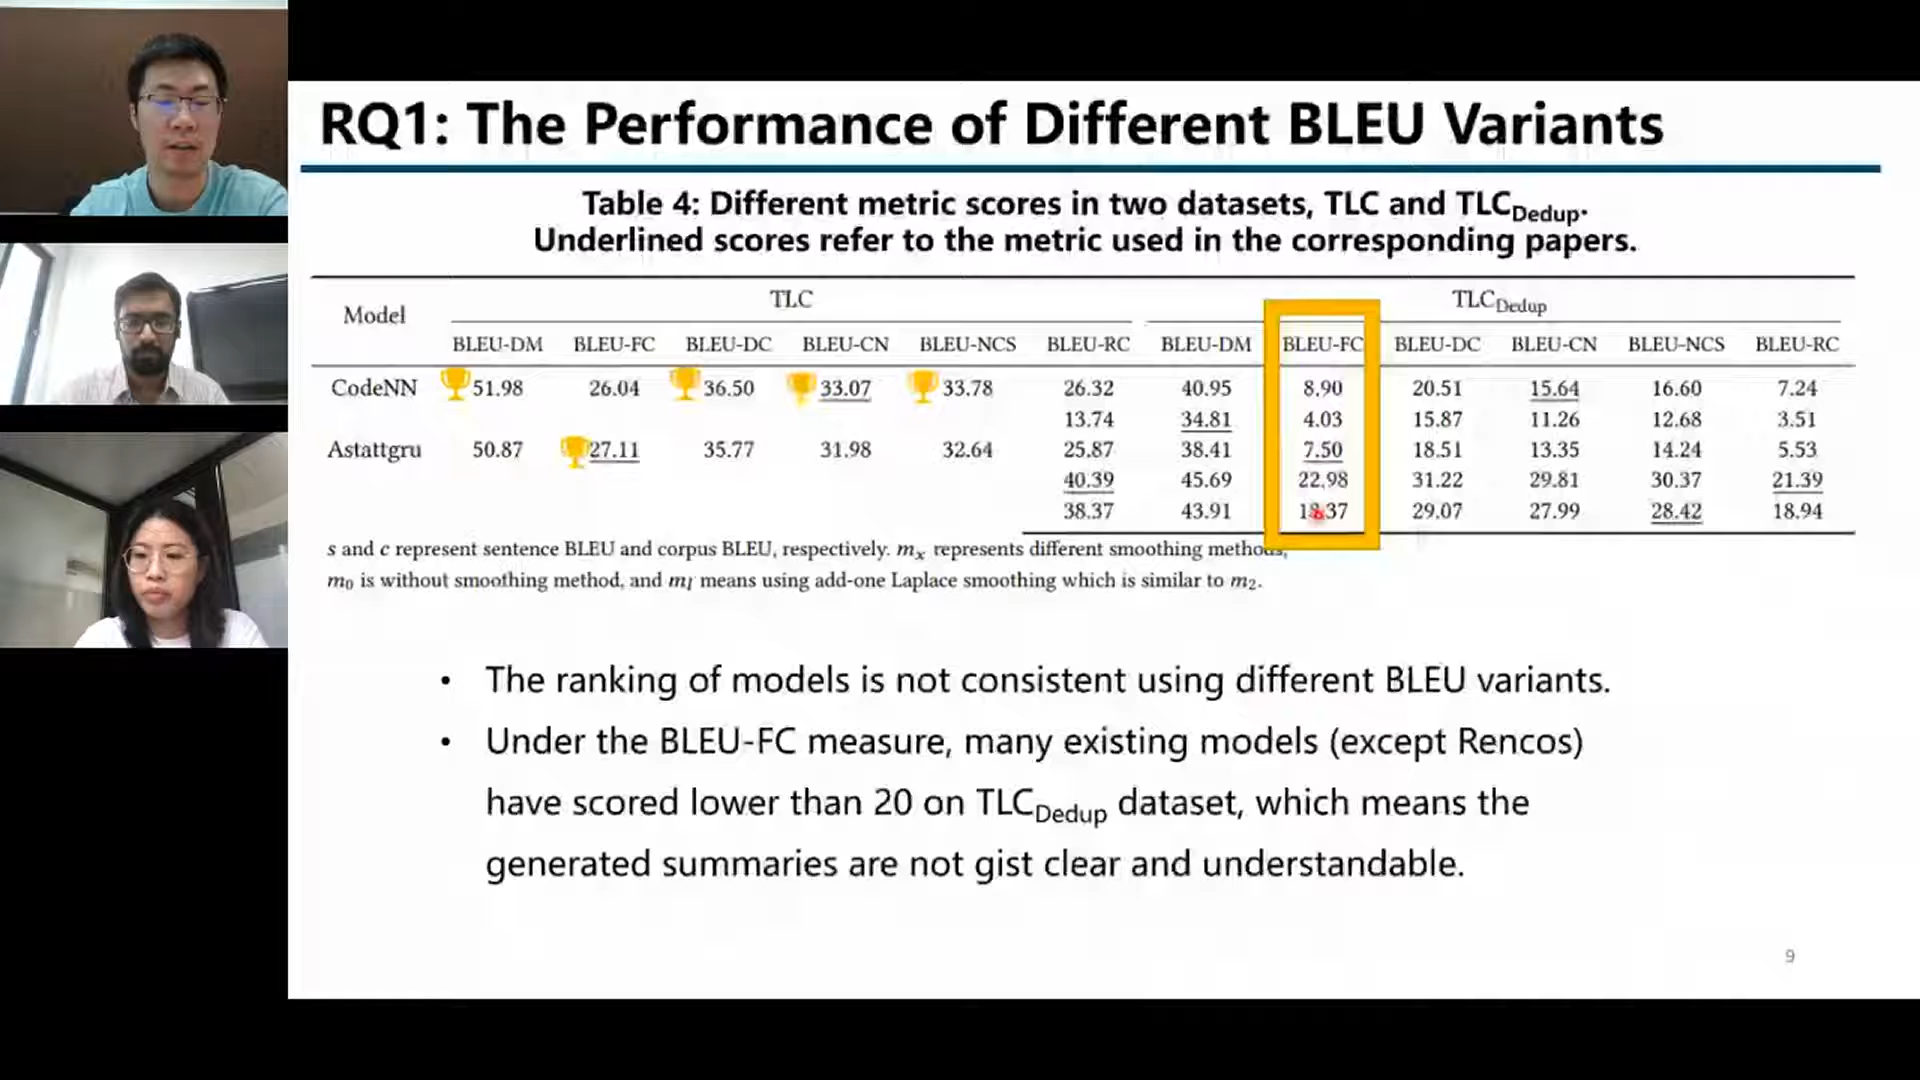 RQ1: The Performance of Different BLEU Variants
Table 4: Different metric scores in two datasets, TLC and TLC_Dedup.
Underlined scores refer to the metric used in the corresponding papers.
Model TLC TLC_Dedup
BLEU-DM BLEU-FC BLEU-DC BLEU-CN BLEU-NCS BLEU-RC BLEU-DM BLEU-FC BLEU-DC BLEU-CN BLEU-NCS BLEU-RC
CodeNN 51.98 26.04 36.50 33.07 33.78 26.32 40.95 8.90 20.51 15.64 16.60 7.24
13.74 34.81 4.03 15.87 11.26 12.68 3.51
Astattgru 50.87 27.11 35.77 31.98 32.64 25.87 38.41 7.50 18.51 13.35 14.24 5.53
40.39 45.69 22.98 31.22 29.81 30.37 21.39
38.37 43.91 18.37 29.07 27.99 28.42 18.94
s and c represent sentence BLEU and corpus BLEU, respectively. m_x represents different smoothing methods,
m_0 is without smoothing method, and m_l means using add-one Laplace smoothing which is similar to m_2.
• The ranking of models is not consistent using different BLEU variants.
• Under the BLEU-FC measure, many existing models (except Rencos)
have scored lower than 20 on TLC_Dedup dataset, which means the
generated summaries are not gist clear and understandable.
9